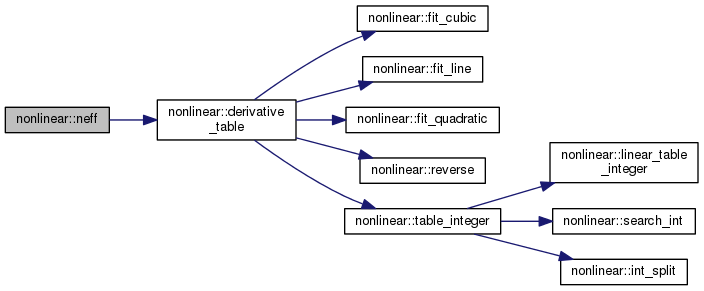 nonlinear::neff
nonlinear::derivative
_table
nonlinear::fit_cubic
nonlinear::fit_line
nonlinear::fit_quadratic
nonlinear::reverse
nonlinear::table_integer
nonlinear::linear_table
_integer
nonlinear::search_int
nonlinear::int_split